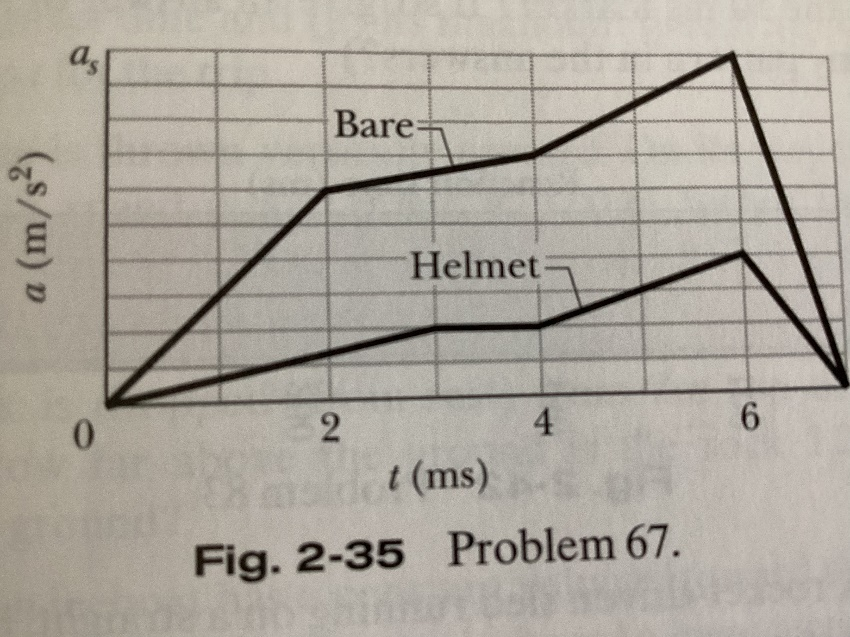 a_s
Bare
a (m/s²)
Helmet
0 2 4 6
t (ms)
Fig. 2-35 Problem 67.